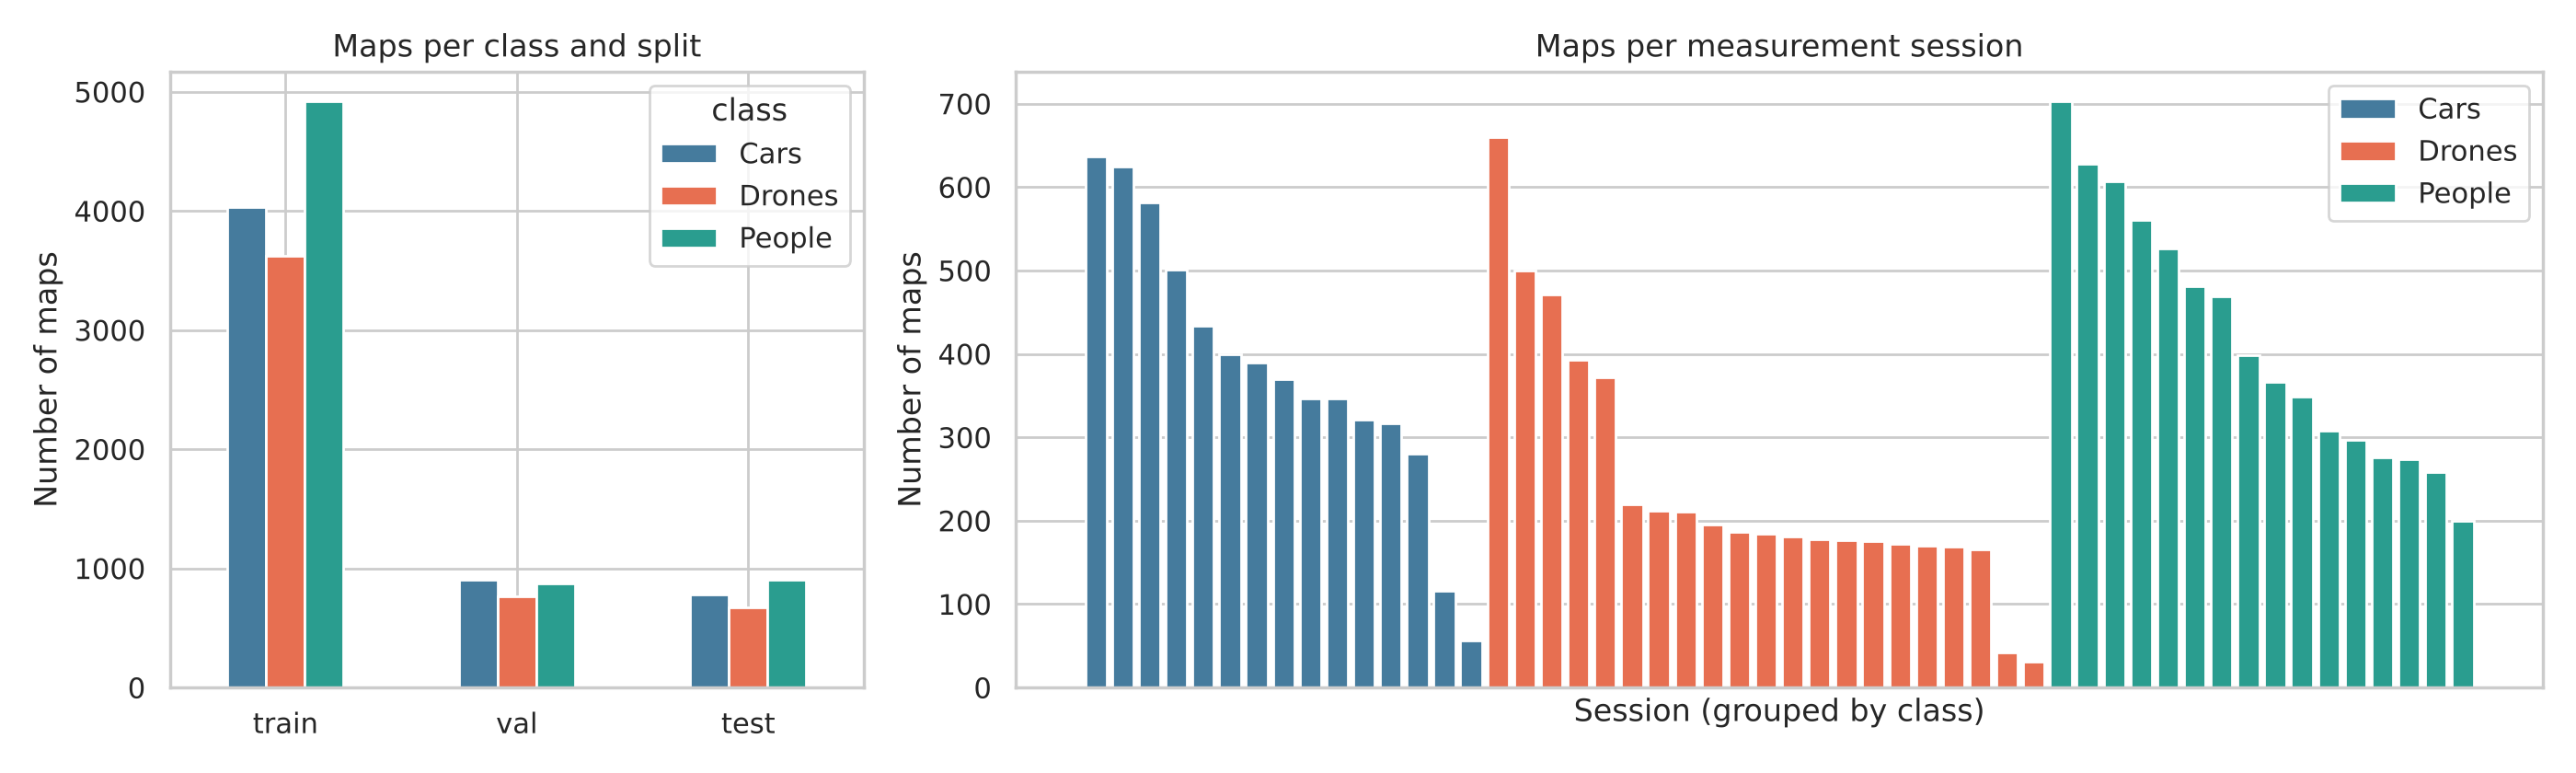 Maps per class and split
Number of maps
5000
4000
3000
2000
1000
0
train
val
test
class
Cars
Drones
People
Maps per measurement session
Number of maps
700
600
500
400
300
200
100
0
Session (grouped by class)
Cars
Drones
People